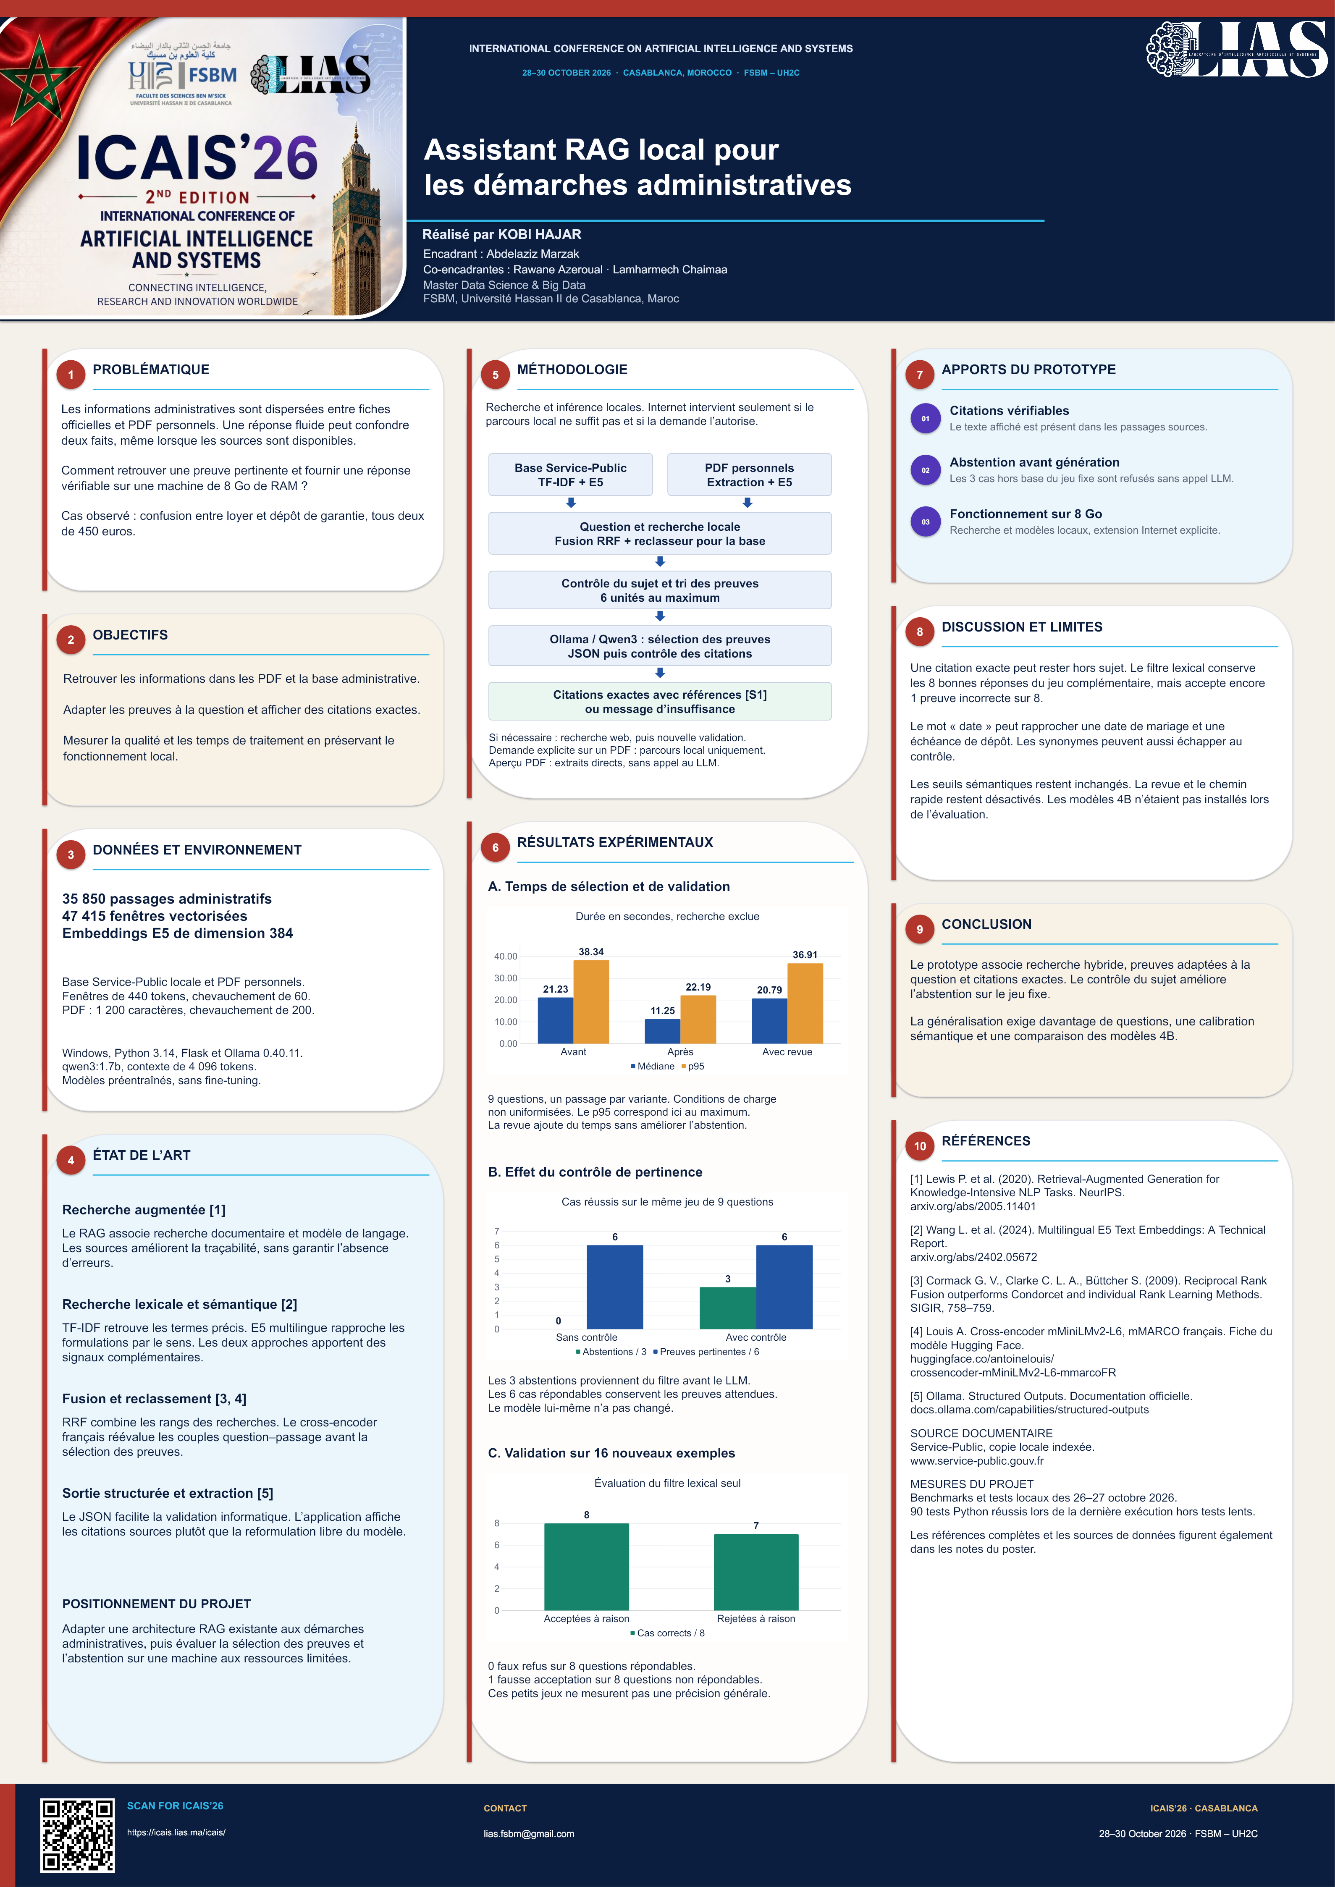 جامعة الحسن الثاني بالدار البيضاء
كلية العلوم بن مسيك
FSBM
FACULTÉ DES SCIENCES BEN M'SICK
UNIVERSITÉ HASSAN II DE CASABLANCA
LIAS
ICAIS’26
2ND EDITION
INTERNATIONAL CONFERENCE OF
ARTIFICIAL INTELLIGENCE
AND SYSTEMS
CONNECTING INTELLIGENCE,
RESEARCH AND INNOVATION WORLDWIDE
INTERNATIONAL CONFERENCE ON ARTIFICIAL INTELLIGENCE AND SYSTEMS
28–30 OCTOBER 2026 · CASABLANCA, MOROCCO · FSBM – UH2C
LIAS
Assistant RAG local pour
les démarches administratives
Réalisé par KOBI HAJAR
Encadrant : Abdelaziz Marzak
Co-encadrantes : Rawane Azeroual · Lamharmech Chaimaa
Master Data Science & Big Data
FSBM, Université Hassan II de Casablanca, Maroc
1 PROBLÉMATIQUE
Les informations administratives sont dispersées entre fiches
officielles et PDF personnels. Une réponse fluide peut confondre
deux faits, même lorsque les sources sont disponibles.
Comment retrouver une preuve pertinente et fournir une réponse
vérifiable sur une machine de 8 Go de RAM ?
Cas observé : confusion entre loyer et dépôt de garantie, tous deux
de 450 euros.
2 OBJECTIFS
Retrouver les informations dans les PDF et la base administrative.
Adapter les preuves à la question et afficher des citations exactes.
Mesurer la qualité et les temps de traitement en préservant le
fonctionnement local.
3 DONNÉES ET ENVIRONNEMENT
35 850 passages administratifs
47 415 fenêtres vectorisées
Embeddings E5 de dimension 384
Base Service-Public locale et PDF personnels.
Fenêtres de 440 tokens, chevauchement de 60.
PDF : 1 200 caractères, chevauchement de 200.
Windows, Python 3.14, Flask et Ollama 0.40.11.
qwen3:1.7b, contexte de 4 096 tokens.
Modèles préentraînés, sans fine-tuning.
4 ÉTAT DE L’ART
Recherche augmentée [1]
Le RAG associe recherche documentaire et modèle de langage.
Les sources améliorent la traçabilité, sans garantir l’absence
d’erreurs.
Recherche lexicale et sémantique [2]
TF-IDF retrouve les termes précis. E5 multilingue rapproche les
formulations par le sens. Les deux approches apportent des
signaux complémentaires.
Fusion et reclassement [3, 4]
RRF combine les rangs des recherches. Le cross-encoder
français réévalue les couples question–passage avant la
sélection des preuves.
Sortie structurée et extraction [5]
Le JSON facilite la validation informatique. L’application affiche
les citations sources plutôt que la reformulation libre du modèle.
POSITIONNEMENT DU PROJET
Adapter une architecture RAG existante aux démarches
administratives, puis évaluer la sélection des preuves et
l’abstention sur une machine aux ressources limitées.
5 MÉTHODOLOGIE
Recherche et inférence locales. Internet intervient seulement si le
parcours local ne suffit pas et si la demande l’autorise.
Base Service-Public
TF-IDF + E5
PDF personnels
Extraction + E5
Question et recherche locale
Fusion RRF + reclasseur pour la base
Contrôle du sujet et tri des preuves
6 unités au maximum
Ollama / Qwen3 : sélection des preuves
JSON puis contrôle des citations
Citations exactes avec références [S1]
ou message d’insuffisance
Si nécessaire : recherche web, puis nouvelle validation.
Demande explicite sur un PDF : parcours local uniquement.
Aperçu PDF : extraits directs, sans appel au LLM.
6 RÉSULTATS EXPÉRIMENTAUX
A. Temps de sélection et de validation
Durée en secondes, recherche exclue
40.00
30.00
20.00
10.00
0.00
21.23 38.34
11.25 22.19
20.79 36.91
Avant Après Avec revue
Médiane p95
9 questions, un passage par variante. Conditions de charge
non uniformisées. Le p95 correspond ici au maximum.
La revue ajoute du temps sans améliorer l’abstention.
B. Effet du contrôle de pertinence
Cas réussis sur le même jeu de 9 questions
7
6
5
4
3
2
1
0
0 6
3 6
Sans contrôle Avec contrôle
Abstentions / 3 Preuves pertinentes / 6
Les 3 abstentions proviennent du filtre avant le LLM.
Les 6 cas répondables conservent les preuves attendues.
Le modèle lui-même n’a pas changé.
C. Validation sur 16 nouveaux exemples
Évaluation du filtre lexical seul
8
6
4
2
0
8 7
Acceptées à raison Rejetées à raison
Cas corrects / 8
0 faux refus sur 8 questions répondables.
1 fausse acceptation sur 8 questions non répondables.
Ces petits jeux ne mesurent pas une précision générale.
7 APPORTS DU PROTOTYPE
01 Citations vérifiables
Le texte affiché est présent dans les passages sources.
02 Abstention avant génération
Les 3 cas hors base du jeu fixe sont refusés sans appel LLM.
03 Fonctionnement sur 8 Go
Recherche et modèles locaux, extension Internet explicite.
8 DISCUSSION ET LIMITES
Une citation exacte peut rester hors sujet. Le filtre lexical conserve
les 8 bonnes réponses du jeu complémentaire, mais accepte encore
1 preuve incorrecte sur 8.
Le mot « date » peut rapprocher une date de mariage et une
échéance de dépôt. Les synonymes peuvent aussi échapper au
contrôle.
Les seuils sémantiques restent inchangés. La revue et le chemin
rapide restent désactivés. Les modèles 4B n’étaient pas installés lors
de l’évaluation.
9 CONCLUSION
Le prototype associe recherche hybride, preuves adaptées à la
question et citations exactes. Le contrôle du sujet améliore
l’abstention sur le jeu fixe.
La généralisation exige davantage de questions, une calibration
sémantique et une comparaison des modèles 4B.
10 RÉFÉRENCES
[1] Lewis P. et al. (2020). Retrieval-Augmented Generation for
Knowledge-Intensive NLP Tasks. NeurIPS.
arxiv.org/abs/2005.11401
[2] Wang L. et al. (2024). Multilingual E5 Text Embeddings: A Technical
Report.
arxiv.org/abs/2402.05672
[3] Cormack G. V., Clarke C. L. A., Büttcher S. (2009). Reciprocal Rank
Fusion outperforms Condorcet and individual Rank Learning Methods.
SIGIR, 758–759.
[4] Louis A. Cross-encoder mMiniLMv2-L6, mMARCO français. Fiche du
modèle Hugging Face.
huggingface.co/antoinelouis/
crossencoder-mMiniLMv2-L6-mmarcoFR
[5] Ollama. Structured Outputs. Documentation officielle.
docs.ollama.com/capabilities/structured-outputs
SOURCE DOCUMENTAIRE
Service-Public, copie locale indexée.
www.service-public.gouv.fr
MESURES DU PROJET
Benchmarks et tests locaux des 26–27 octobre 2026.
90 tests Python réussis lors de la dernière exécution hors tests lents.
Les références complètes et les sources de données figurent également
dans les notes du poster.
SCAN FOR ICAIS’26
https://icais.lias.ma/icais/
CONTACT
lias.fsbm@gmail.com
ICAIS’26 · CASABLANCA
28–30 October 2026 · FSBM – UH2C